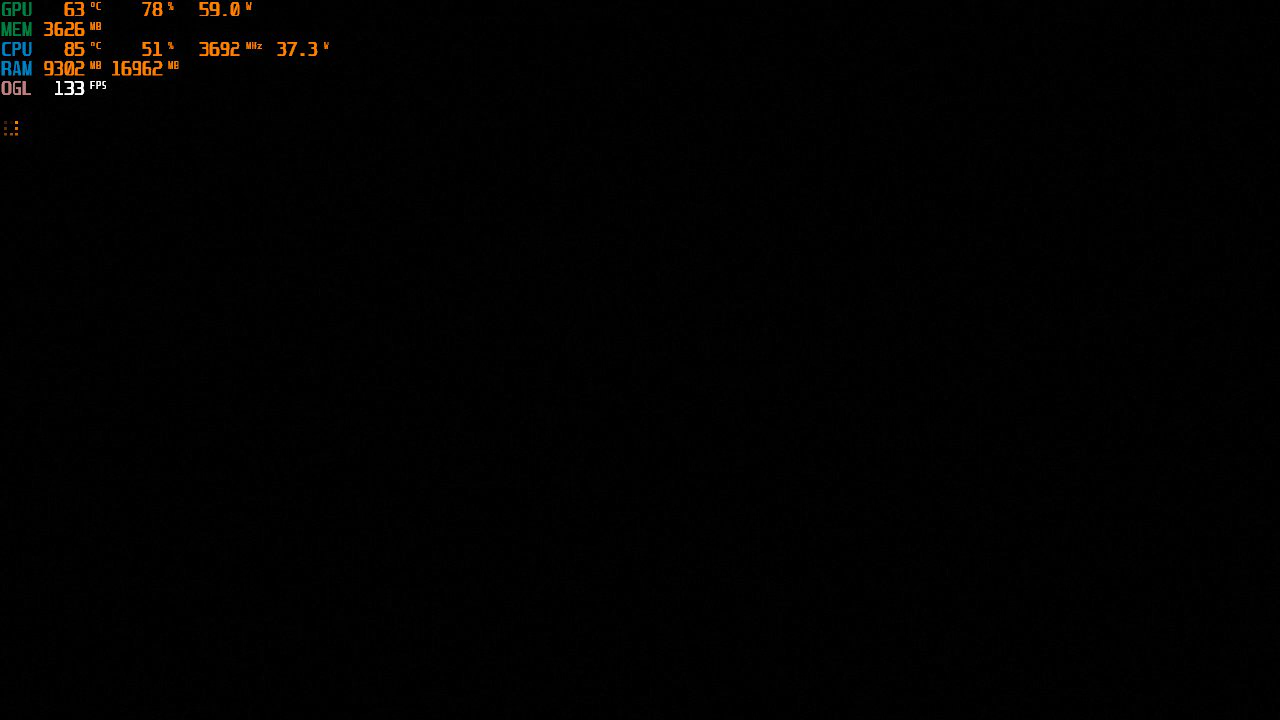 GPU 63 °C 78 % 59.0 W
MEM 3626 MB
CPU 85 °C 51 % 3692 MHz 37.3 W
RAM 9302 MB 16962 MB
OGL 133 FPS